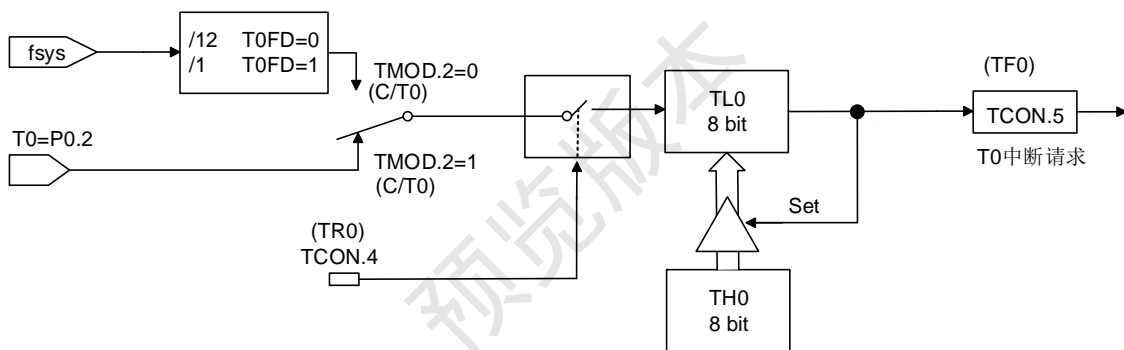 fsys
/12 T0FD=0
/1 T0FD=1
TMOD.2=0
(C/T0)
T0=P0.2
TMOD.2=1
(C/T0)
(TR0)
TCON.4
TL0
8 bit
Set
TH0
8 bit
(TF0)
TCON.5
T0中断请求
预览版本